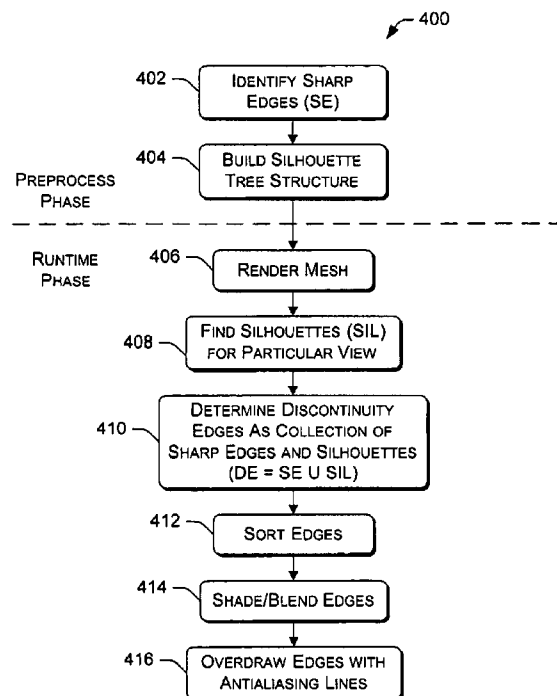 400
402
IDENTIFY SHARP
EDGES (SE)
404
BUILD SILHOUETTE
TREE STRUCTURE
PREPROCESS
PHASE
RUNTIME
PHASE
406
RENDER MESH
408
FIND SILHOUETTES (SIL)
FOR PARTICULAR VIEW
410
DETERMINE DISCONTINUITY
EDGES AS COLLECTION OF
SHARP EDGES AND SILHOUETTES
(DE = SE U SIL)
412
SORT EDGES
414
SHADE/BLEND EDGES
416
OVERDRAW EDGES WITH
ANTIALIASING LINES